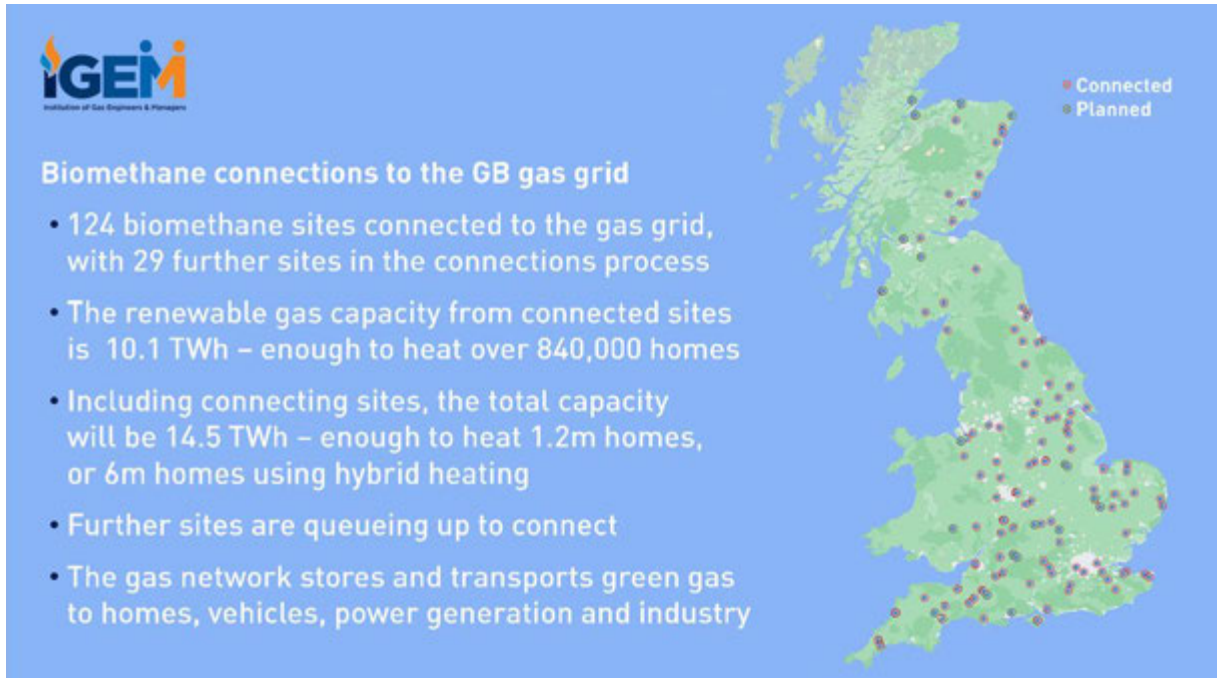 iGEM
Institution of Gas Engineers & Managers
Connected
Planned
Biomethane connections to the GB gas grid
• 124 biomethane sites connected to the gas grid,
with 29 further sites in the connections process
• The renewable gas capacity from connected sites
is 10.1 TWh – enough to heat over 840,000 homes
• Including connecting sites, the total capacity
will be 14.5 TWh – enough to heat 1.2m homes,
or 6m homes using hybrid heating
• Further sites are queueing up to connect
• The gas network stores and transports green gas
to homes, vehicles, power generation and industry